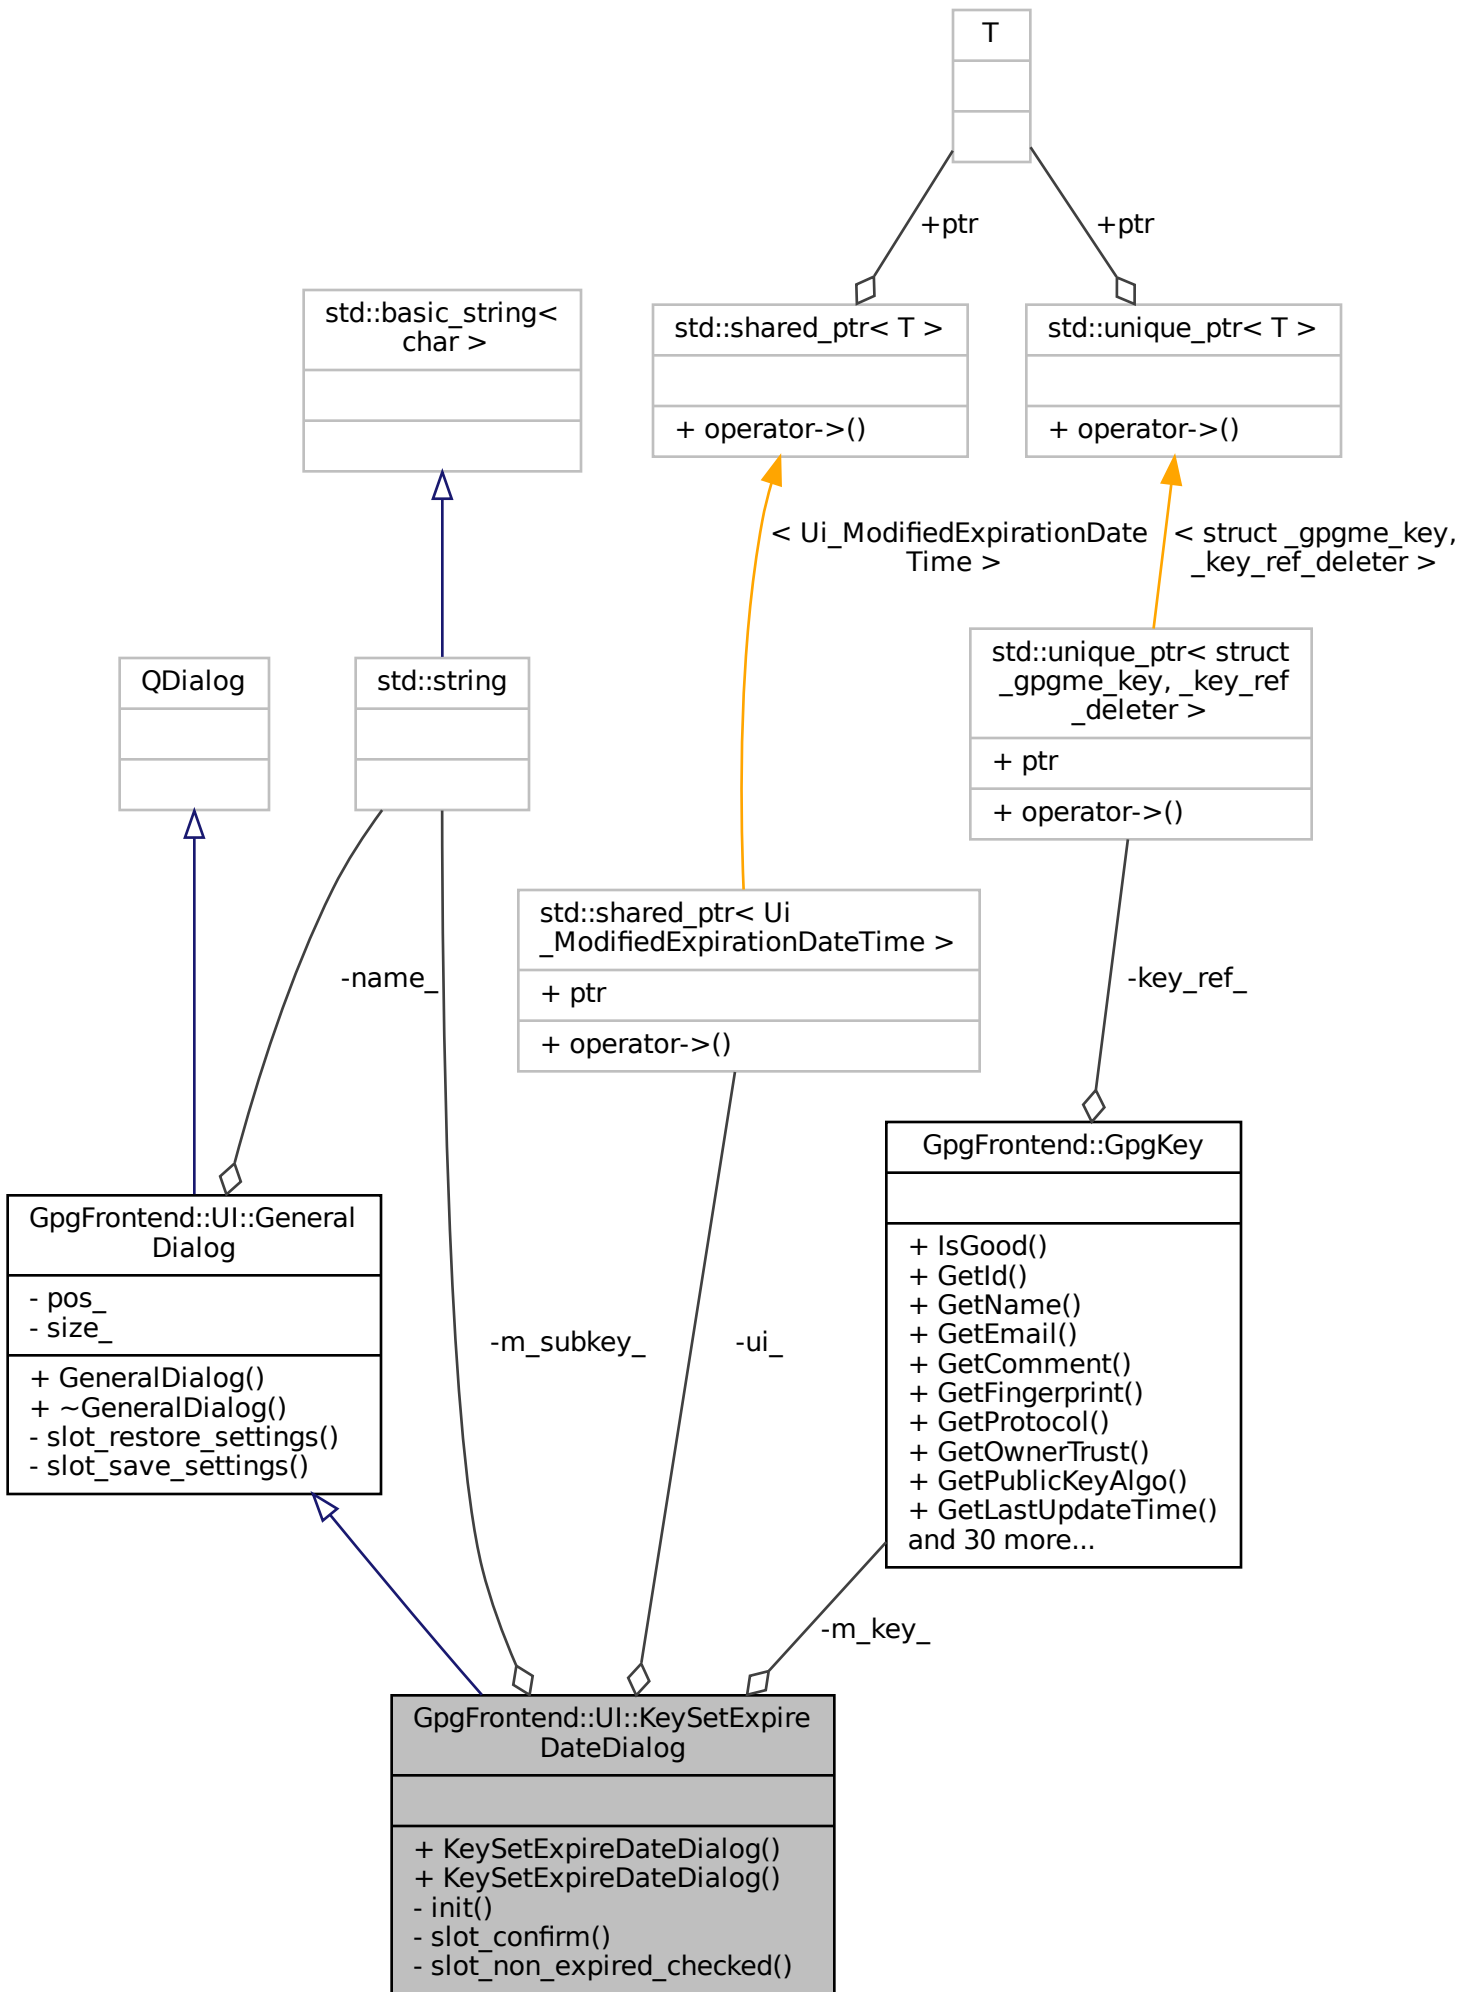 T
+ptr
+ptr
std::basic_string<
char >
std::shared_ptr< T >
+ operator->()
std::unique_ptr< T >
+ operator->()
< Ui_ModifiedExpirationDate
Time >
< struct _gpgme_key,
_key_ref_deleter >
QDialog
std::string
std::unique_ptr< struct
_gpgme_key, _key_ref
_deleter >
+ ptr
+ operator->()
std::shared_ptr< Ui
_ModifiedExpirationDateTime >
+ ptr
+ operator->()
-name_
-key_ref_
GpgFrontend::UI::General
Dialog
- pos_
- size_
+ GeneralDialog()
+ ~GeneralDialog()
- slot_restore_settings()
- slot_save_settings()
-m_subkey_
-ui_
GpgFrontend::GpgKey
+ IsGood()
+ GetId()
+ GetName()
+ GetEmail()
+ GetComment()
+ GetFingerprint()
+ GetProtocol()
+ GetOwnerTrust()
+ GetPublicKeyAlgo()
+ GetLastUpdateTime()
and 30 more...
-m_key_
GpgFrontend::UI::KeySetExpire
DateDialog
+ KeySetExpireDateDialog()
+ KeySetExpireDateDialog()
- init()
- slot_confirm()
- slot_non_expired_checked()